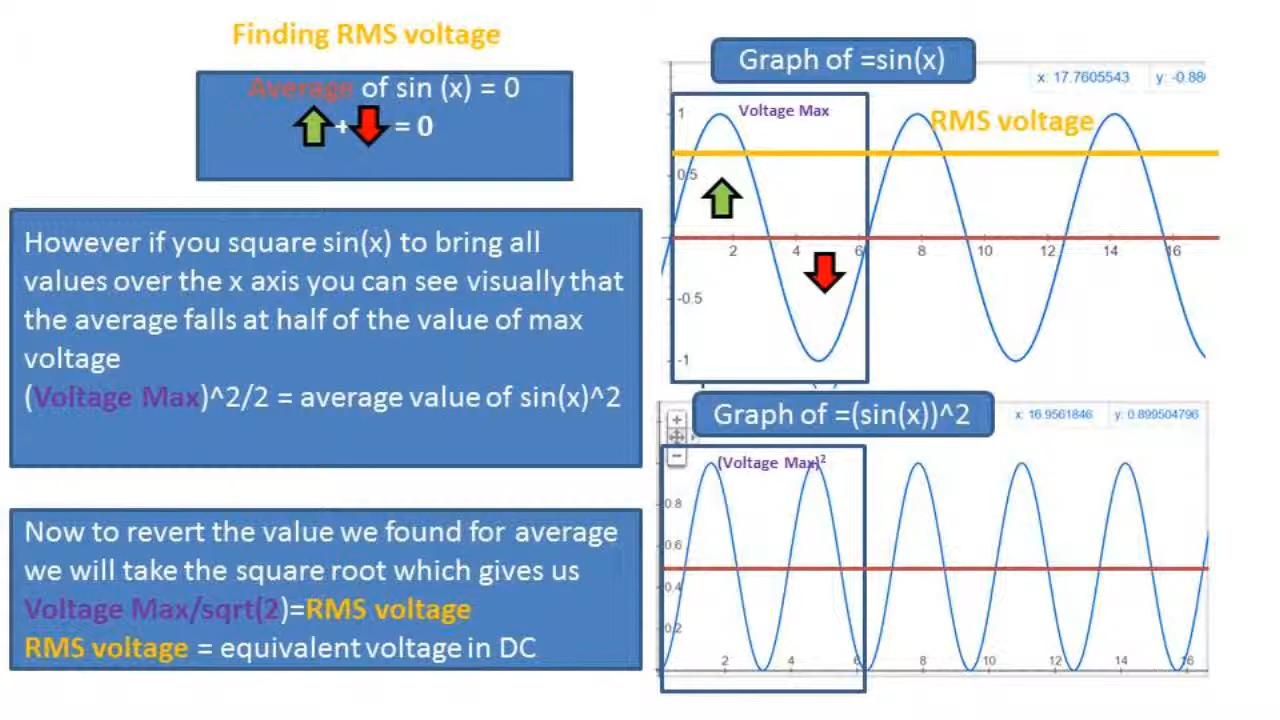 Finding RMS voltage
Average of sin (x) = 0
+ = 0
However if you square sin(x) to bring all
values over the x axis you can see visually that
the average falls at half of the value of max
voltage
(Voltage Max)^2/2 = average value of sin(x)^2
Now to revert the value we found for average
we will take the square root which gives us
Voltage Max/sqrt(2)=RMS voltage
RMS voltage = equivalent voltage in DC
Graph of =sin(x)
x: 17.7605543 y: -0.88
Voltage Max
RMS voltage
1
0.5
2 4 6 8 10 12 14 16
-0.5
-1
Graph of =(sin(x))^2
x: 16.9561846 y: 0.899504796
(Voltage Max)²
0.8
0.6
0.4
0.2
2 4 6 8 10 12 14 16